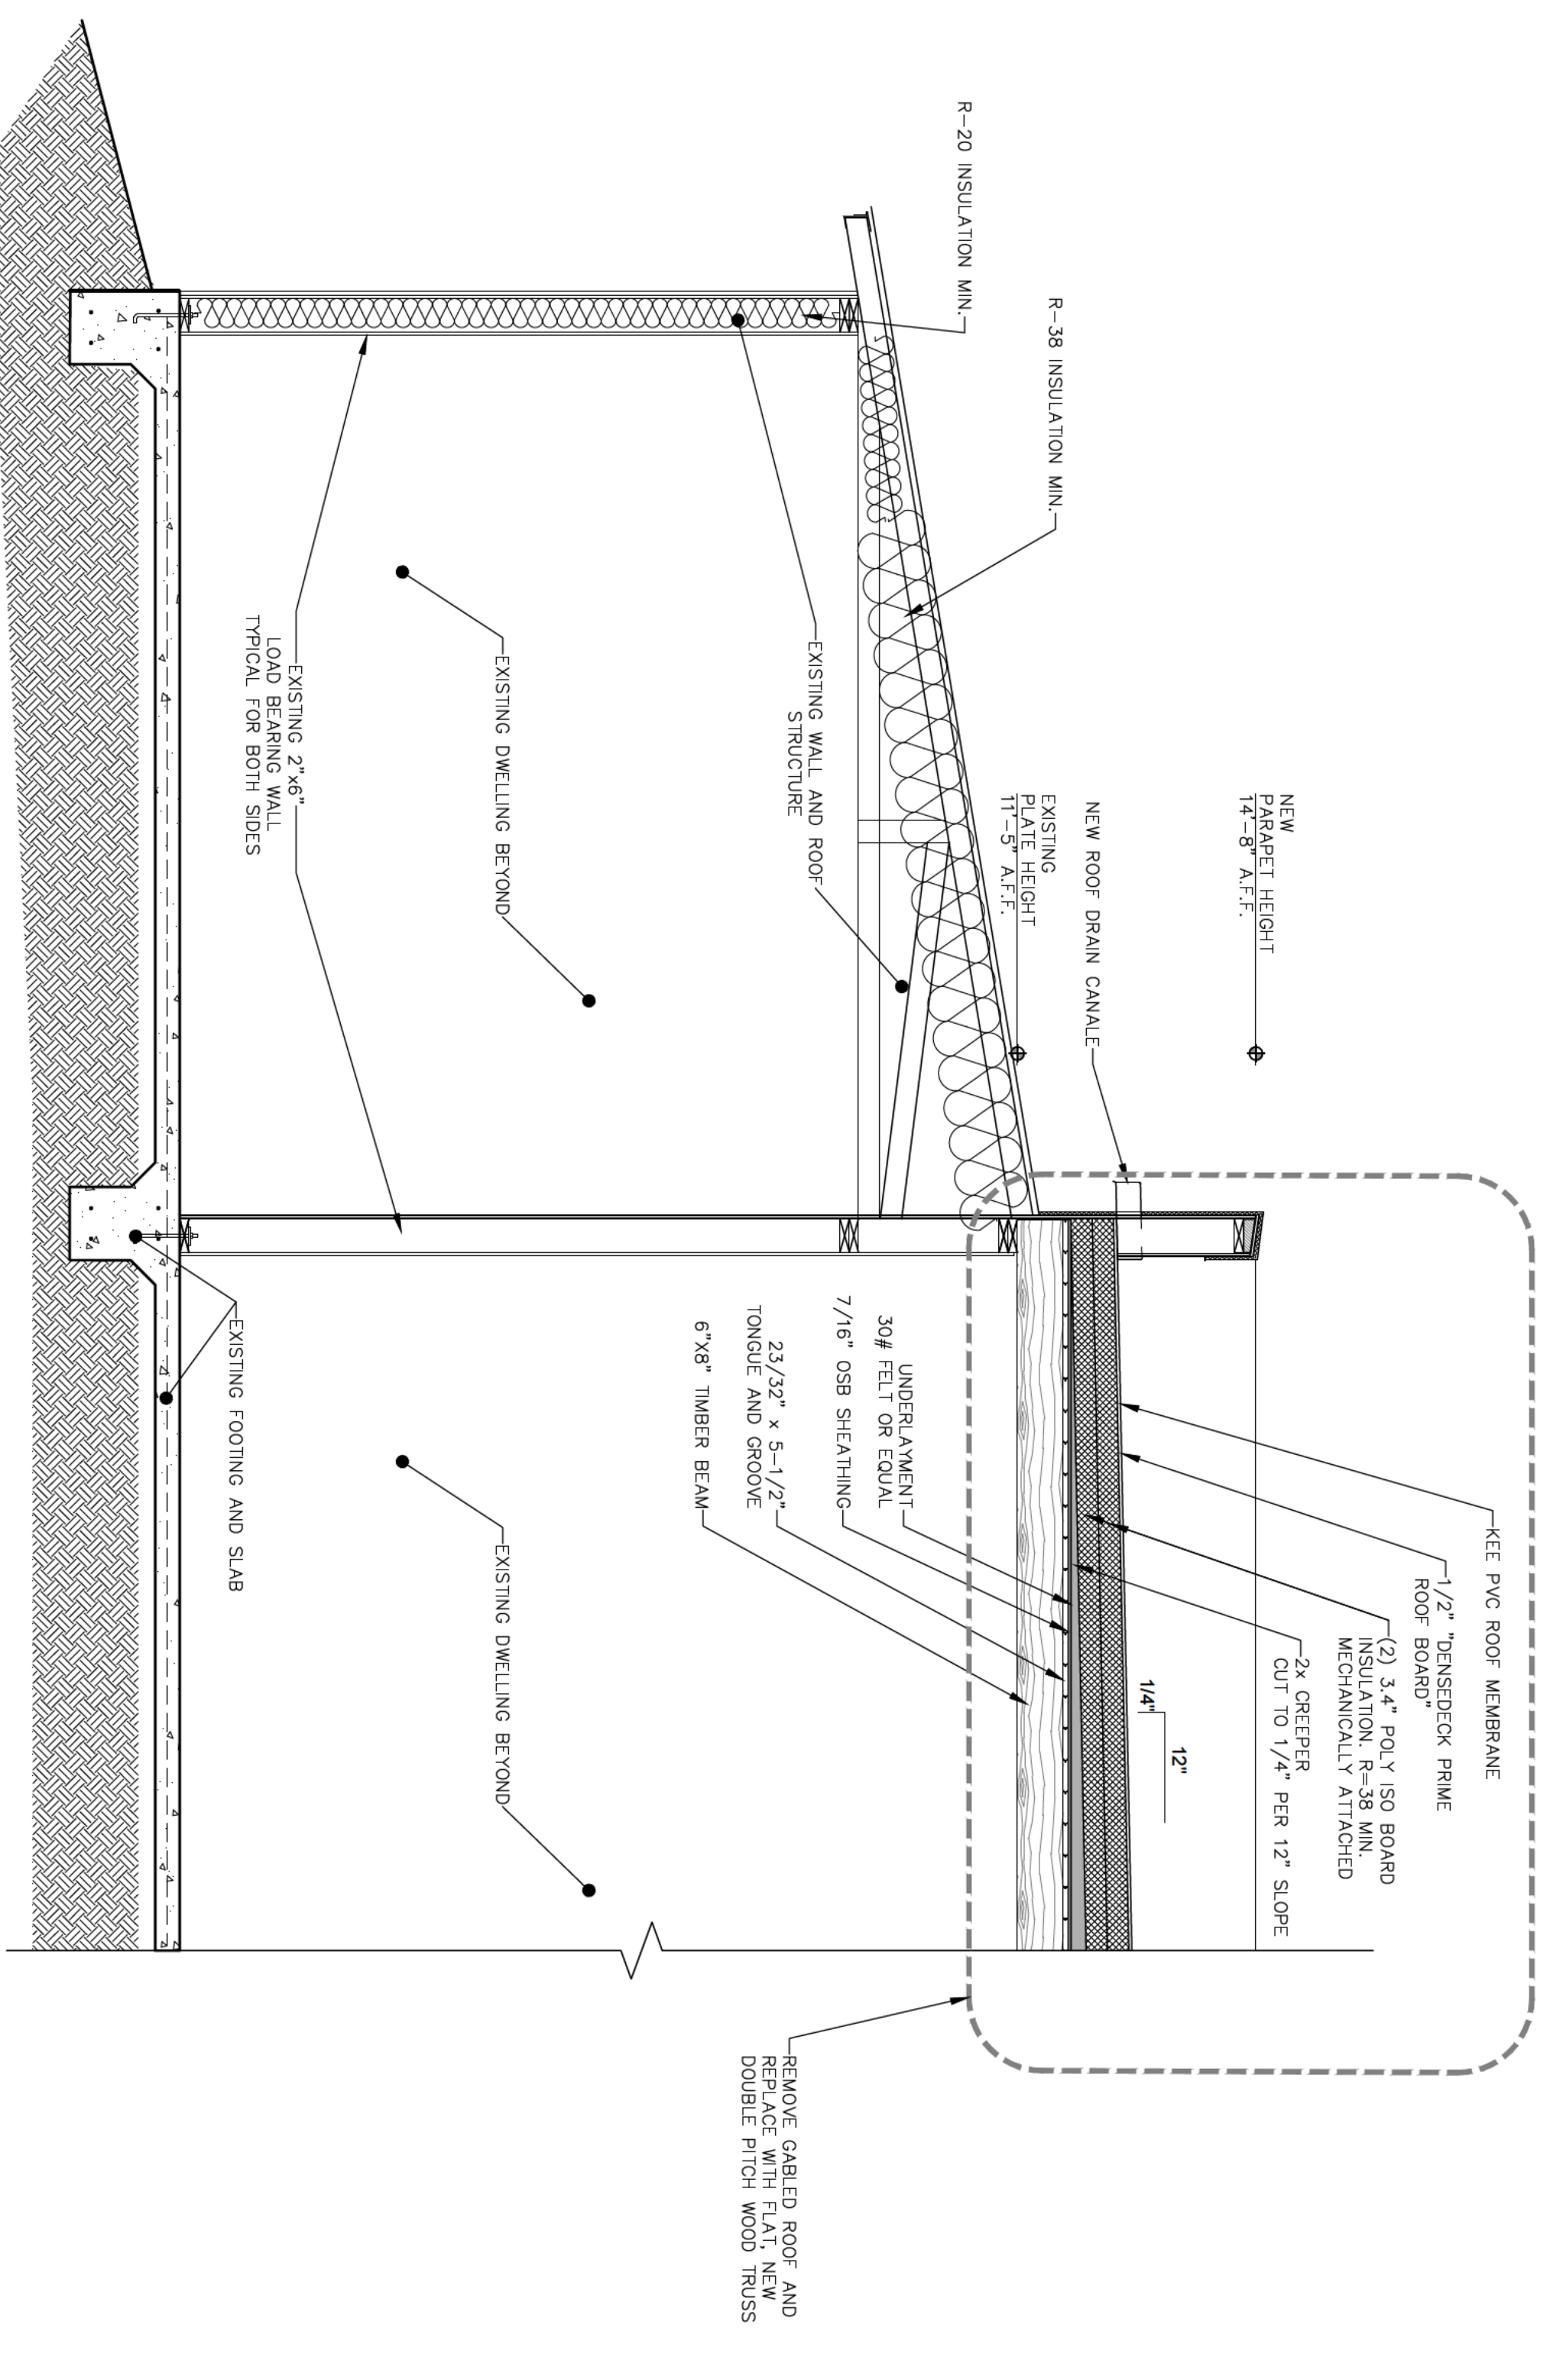 KEE PVC ROOF MEMBRANE
1/2" "DENSEDECK PRIME
ROOF BOARD"
(2) 3.4" POLY ISO BOARD
INSULATION. R=38 MIN.
MECHANICALLY ATTACHED
2x CREEPER
CUT TO 1/4" PER 12" SLOPE
NEW
PARAPET HEIGHT
14'-8" A.F.F.
12"
1/4"
NEW ROOF DRAIN CANALE
R-38 INSULATION MIN.
EXISTING
PLATE HEIGHT
11'-5" A.F.F.
R-20 INSULATION MIN.
UNDERLAYMENT
30# FELT OR EQUAL
7/16" OSB SHEATHING
23/32" x 5-1/2"
TONGUE AND GROOVE
6"X8" TIMBER BEAM
EXISTING WALL AND ROOF
STRUCTURE
REMOVE GABLED ROOF AND
REPLACE WITH FLAT, NEW
DOUBLE PITCH WOOD TRUSS
EXISTING DWELLING BEYOND
EXISTING DWELLING BEYOND
EXISTING 2"x6"
LOAD BEARING WALL
TYPICAL FOR BOTH SIDES
EXISTING FOOTING AND SLAB